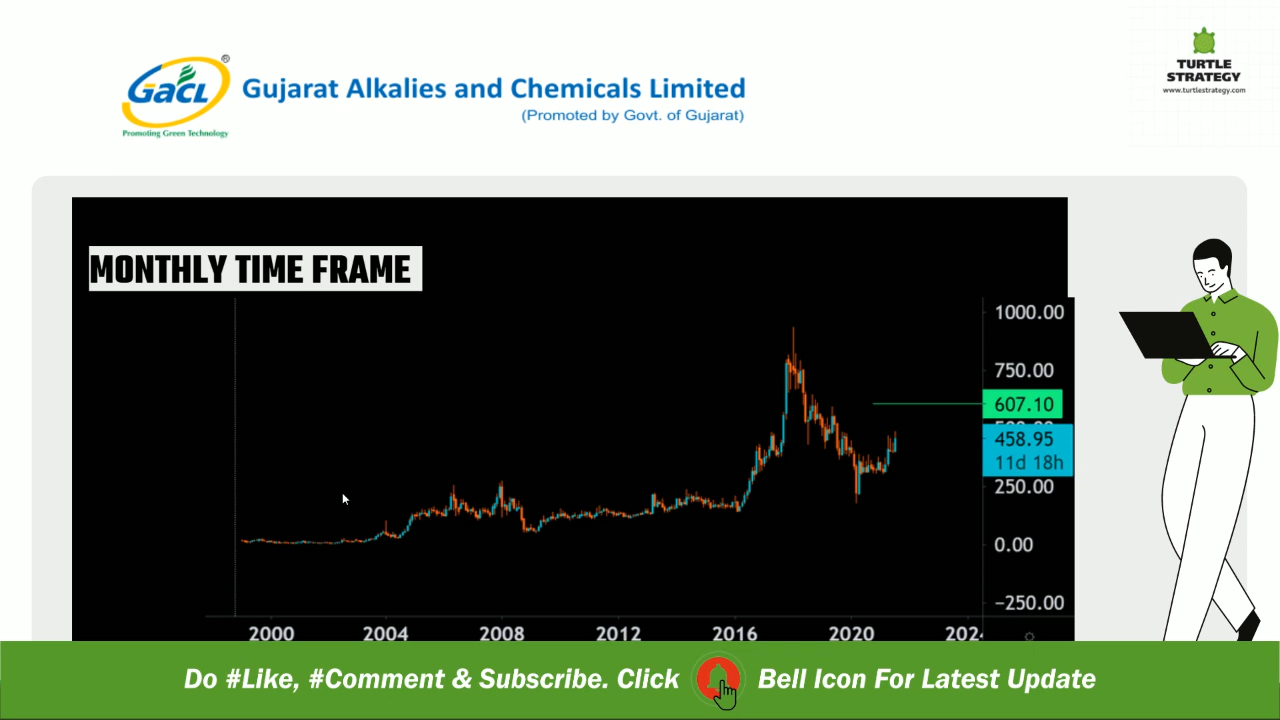 GACL
®
Promoting Green Technology
Gujarat Alkalies and Chemicals Limited
(Promoted by Govt. of Gujarat)
TURTLE
STRATEGY
www.turtlestrategy.com
MONTHLY TIME FRAME
1000.00
750.00
607.10
458.95
11d 18h
250.00
0.00
-250.00
2000 2004 2008 2012 2016 2020
Do #Like, #Comment & Subscribe. Click Bell Icon For Latest Update